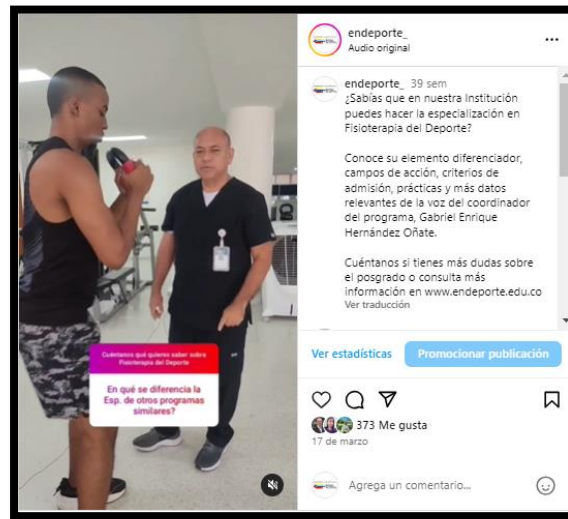 Cuéntanos qué quieres saber sobre
Fisioterapia del Deporte
En qué se diferencia la
Esp. de otros programas
similares?
endeporte_
Audio original
endeporte_ 39 sem
¿Sabías que en nuestra Institución
puedes hacer la especialización en
Fisioterapia del Deporte?
Conoce su elemento diferenciador,
campos de acción, criterios de
admisión, prácticas y más datos
relevantes de la voz del coordinador
del programa, Gabriel Enrique
Hernández Oñate.
Cuéntanos si tienes más dudas sobre
el posgrado o consulta más
información en www.endeporte.edu.co
Ver traducción
Ver estadísticas Promocionar publicación
373 Me gusta
17 de marzo
Agrega un comentario...